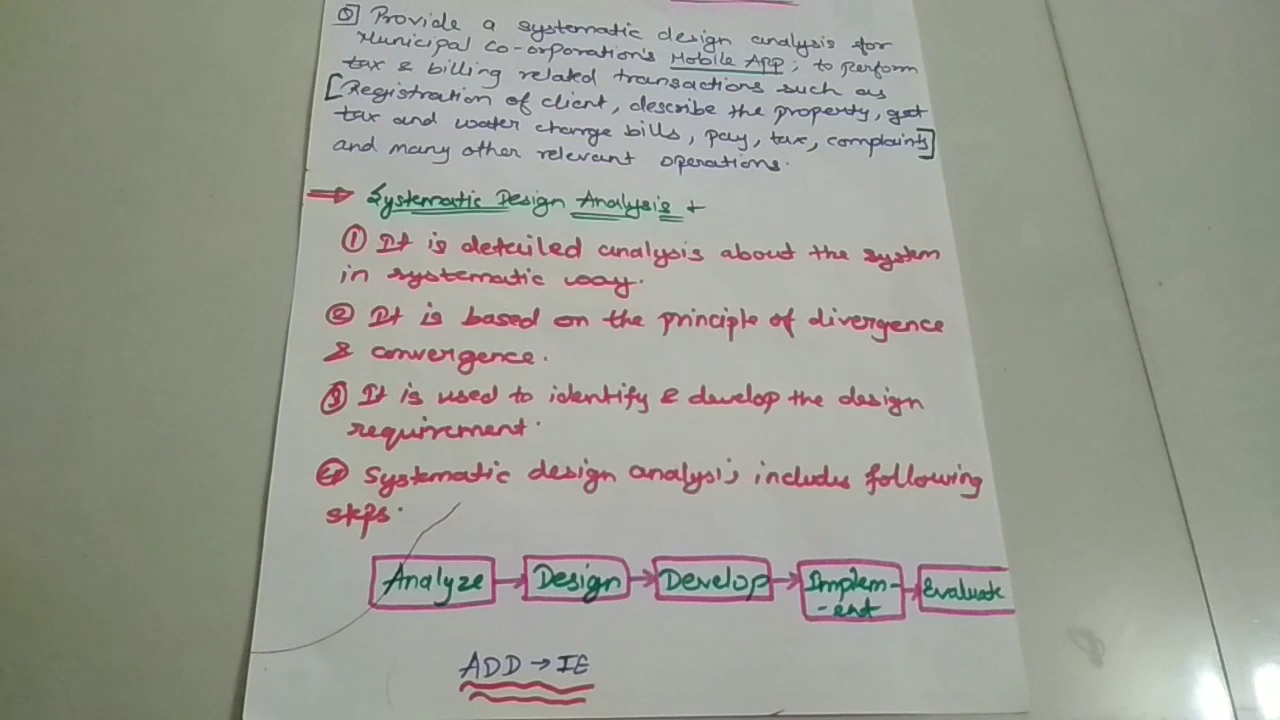 5] Provide a systematic design analysis for
Municipal Co-orporation's Mobile App; to perform
tax & billing related transactions such as
[Registration of client, describe the property, get
tax and water charge bills, pay, tax, complaints]
and many other relevant operations.
⇒ Systematic Design Analysis
① It is detailed analysis about the system
in systematic way.
② It is based on the principle of divergence
& convergence.
③ It is used to identify & develop the design
requirement.
④ Systematic design analysis includes following
steps.
Analyze → Design → Develop → Implem- → Evaluate
-ent
ADD → IE